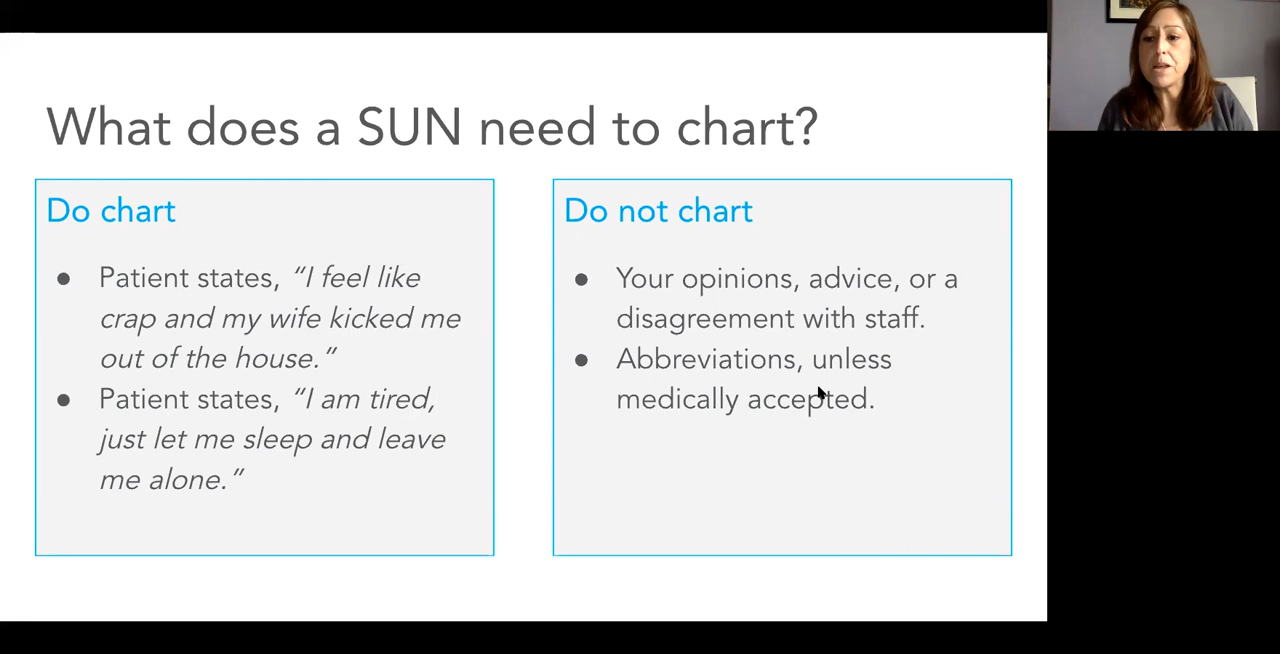 What does a SUN need to chart?
Do chart
● Patient states, “I feel like
crap and my wife kicked me
out of the house.”
● Patient states, “I am tired,
just let me sleep and leave
me alone.”
Do not chart
● Your opinions, advice, or a
disagreement with staff.
● Abbreviations, unless
medically accepted.